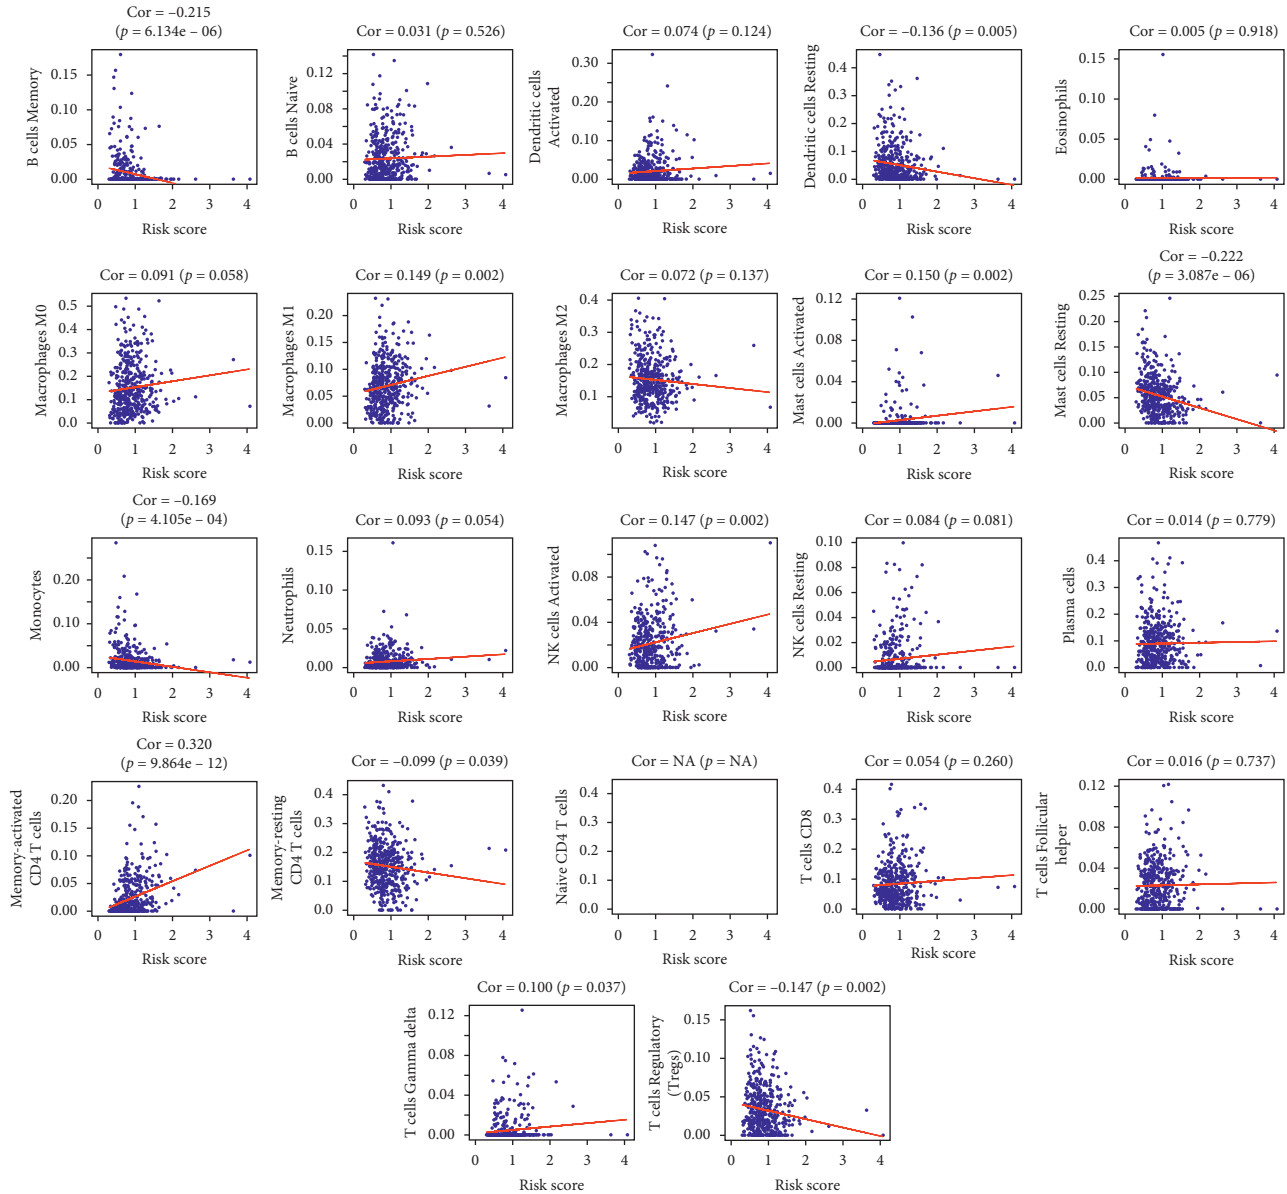 Cor = –0.215
(p = 6.134e – 06)
B cells Memory
0.15
0.10
0.05
0.00
0 1 2 3 4
Risk score
Cor = 0.031 (p = 0.526)
B cells Naive
0.12
0.08
0.04
0.00
0 1 2 3 4
Risk score
Cor = 0.074 (p = 0.124)
Dendritic cells
Activated
0.30
0.20
0.10
0.00
0 1 2 3 4
Risk score
Cor = –0.136 (p = 0.005)
Dendritic cells Resting
0.4
0.3
0.2
0.1
0.0
0 1 2 3 4
Risk score
Cor = 0.005 (p = 0.918)
Eosinophils
0.15
0.10
0.05
0.00
0 1 2 3 4
Risk score
Cor = 0.091 (p = 0.058)
Macrophages M0
0.5
0.4
0.3
0.2
0.1
0.0
0 1 2 3 4
Risk score
Cor = 0.149 (p = 0.002)
Macrophages M1
0.20
0.15
0.10
0.05
0.00
0 1 2 3 4
Risk score
Cor = 0.072 (p = 0.137)
Macrophages M2
0.4
0.3
0.2
0.1
0 1 2 3 4
Risk score
Cor = 0.150 (p = 0.002)
Mast cells Activated
0.12
0.08
0.04
0.00
0 1 2 3 4
Risk score
Cor = –0.222
(p = 3.087e – 06)
Mast cells Resting
0.25
0.20
0.15
0.10
0.05
0.00
0 1 2 3 4
Risk score
Cor = –0.169
(p = 4.105e – 04)
Monocytes
0.20
0.10
0.00
0 1 2 3 4
Risk score
Cor = 0.093 (p = 0.054)
Neutrophils
0.15
0.10
0.05
0.00
0 1 2 3 4
Risk score
Cor = 0.147 (p = 0.002)
NK cells Activated
0.08
0.04
0.00
0 1 2 3 4
Risk score
Cor = 0.084 (p = 0.081)
NK cells Resting
0.10
0.08
0.06
0.04
0.02
0.00
0 1 2 3 4
Risk score
Cor = 0.014 (p = 0.779)
Plasma cells
0.4
0.3
0.2
0.1
0.0
0 1 2 3 4
Risk score
Cor = 0.320
(p = 9.864e – 12)
Memory-activated
CD4 T cells
0.20
0.15
0.10
0.05
0.00
0 1 2 3 4
Risk score
Cor = –0.099 (p = 0.039)
Memory-resting
CD4 T cells
0.4
0.3
0.2
0.1
0.0
0 1 2 3 4
Risk score
Cor = NA (p = NA)
Naive CD4 T cells
0.4
0.3
0.2
0.1
0.0
0 1 2 3 4
Risk score
Cor = 0.054 (p = 0.260)
T cells CD8
0.4
0.3
0.2
0.1
0.0
0 1 2 3 4
Risk score
Cor = 0.016 (p = 0.737)
T cells Follicular
helper
0.12
0.08
0.04
0.00
0 1 2 3 4
Risk score
Cor = 0.100 (p = 0.037)
T cells Gamma delta
0.12
0.08
0.04
0.00
0 1 2 3 4
Risk score
Cor = –0.147 (p = 0.002)
T cells Regulatory
(Tregs)
0.15
0.10
0.05
0.00
0 1 2 3 4
Risk score